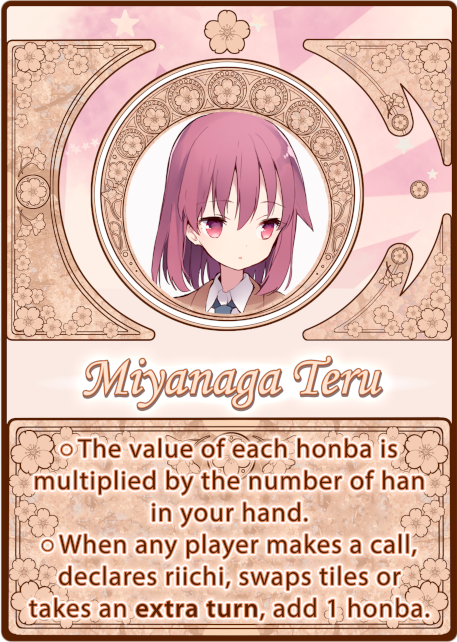 Miyanaga Teru
○ The value of each honba is
multiplied by the number of han
in your hand.
○ When any player makes a call,
declares riichi, swaps tiles or
takes an extra turn, add 1 honba.